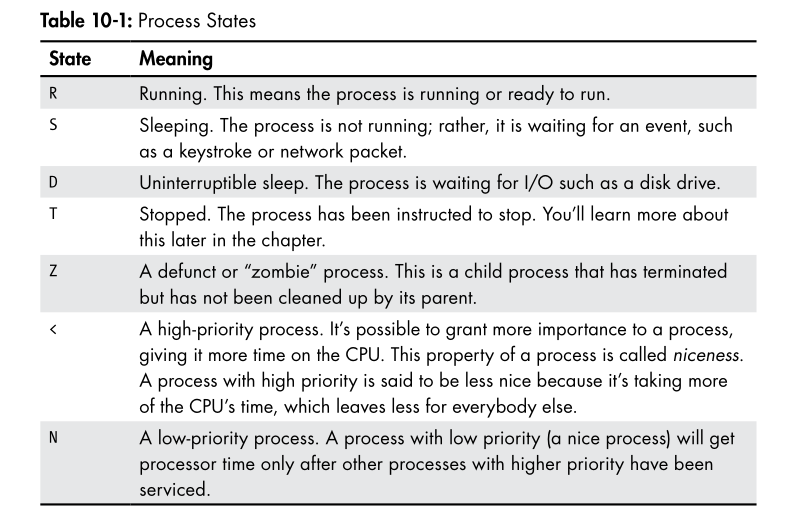 Table 10-1: Process States
State Meaning
R Running. This means the process is running or ready to run.
S Sleeping. The process is not running; rather, it is waiting for an event, such
as a keystroke or network packet.
D Uninterruptible sleep. The process is waiting for I/O such as a disk drive.
T Stopped. The process has been instructed to stop. You’ll learn more about
this later in the chapter.
Z A defunct or “zombie” process. This is a child process that has terminated
but has not been cleaned up by its parent.
< A high-priority process. It’s possible to grant more importance to a process,
giving it more time on the CPU. This property of a process is called niceness.
A process with high priority is said to be less nice because it’s taking more
of the CPU’s time, which leaves less for everybody else.
N A low-priority process. A process with low priority (a nice process) will get
processor time only after other processes with higher priority have been
serviced.